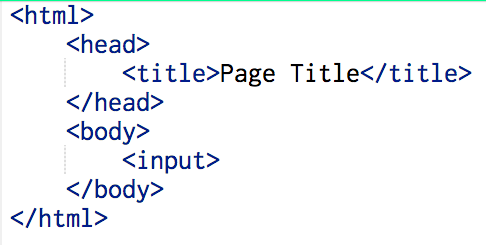 <html>
<head>
<title>Page Title</title>
</head>
<body>
<input>
</body>
</html>